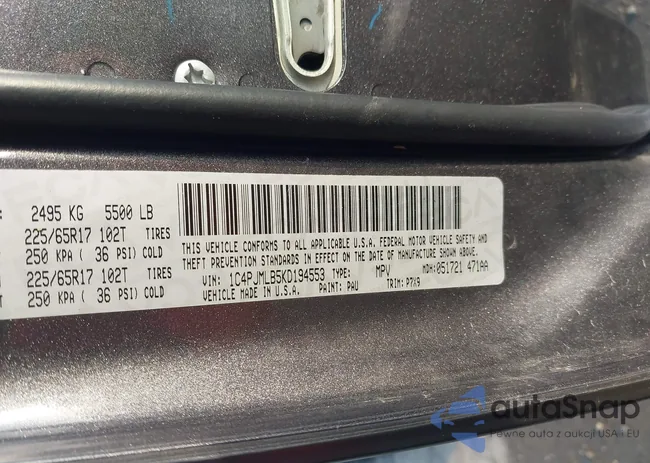 2495 KG 5500 LB
225/65R17 102T TIRES
250 KPA ( 36 PSI) COLD
225/65R17 102T TIRES
250 KPA ( 36 PSI) COLD
THIS VEHICLE CONFORMS TO ALL APPLICABLE U.S.A. FEDERAL MOTOR VEHICLE SAFETY AND
THEFT PREVENTION STANDARDS IN EFFECT ON THE DATE OF MANUFACTURE SHOWN ABOVE.
VIN: 1C4PJMLB5KD194553 TYPE: MPV MDH:051721 471AA
VEHICLE MADE IN U.S.A. PAINT: PAU TRIM: P7X9
autaSnap
Pewne auta z aukcji USA i EU